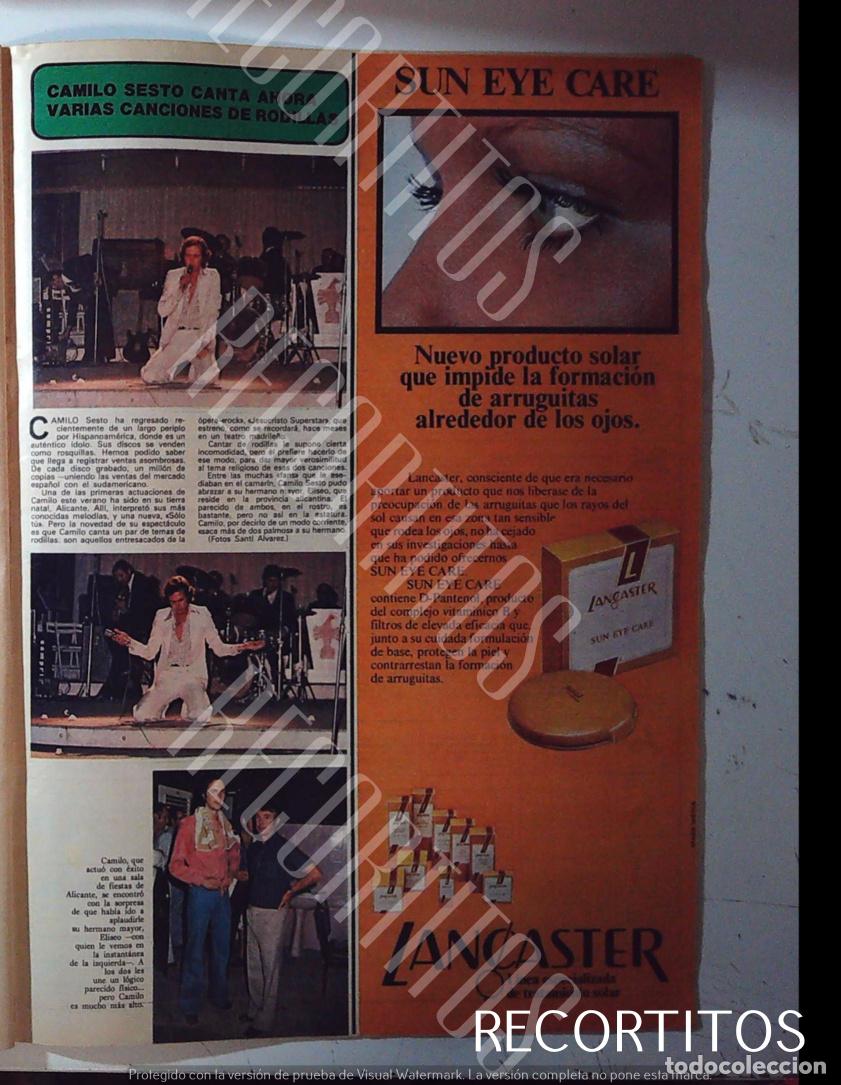 CAMILO SESTO CANTA AHORA
VARIAS CANCIONES DE RODILLAS
CAMILO Sesto ha regresado re-
cientemente de un largo periplo
por Hispanoamérica, donde es un
auténtico ídolo. Sus discos se venden
como rosquillas. Hemos podido saber
que llega a registrar ventas asombrosas.
De cada disco grabado, un millón de
copias —uniendo las ventas del mercado
español con el sudamericano.
Una de las primeras actuaciones de
Camilo este verano ha sido en su tierra
natal, Alicante. Allí, interpretó sus más
conocidas melodías, y una nueva, «Sólo
tú». Pero la novedad de su espectáculo
es que Camilo canta un par de temas de
rodillas: son aquellos entresacados de la
ópera «rock», «Jesucristo Superstar», que
estrenó, como se recordará, hace meses
en un teatro madrileño.
Cantar de rodillas le supone cierta
incomodidad, pero él prefiere hacerlo de
ese modo, para dar mayor verosimilitud
al tema religioso de esas dos canciones.
Entre las muchas «fans» que le ase-
diaban en el camarín, Camilo Sesto pudo
abrazar a su hermano mayor, Eliseo, que
reside en la provincia alicantina. El
parecido de ambos, en el rostro, es
bastante, pero no así en la estatura.
Camilo, por decirlo de un modo corriente,
«saca más de dos palmos» a su hermano.
(Fotos Santi Alvarez.)
Camilo, que
actuó con éxito
en una sala
de fiestas de
Alicante, se encontró
con la sorpresa
de que había ido a
aplaudirle
su hermano mayor,
Eliseo —con
quien le vemos en
la instantánea
de la izquierda—. A
los dos les
une un lógico
parecido físico...
pero Camilo
es mucho más alto.
SUN EYE CARE
Nuevo producto solar
que impide la formación
de arruguitas
alrededor de los ojos.
Lancaster, consciente de que era necesario
aportar un producto que nos liberase de la
preocupación de las arruguitas que los rayos del
sol causan en esa zona tan sensible
que rodea los ojos, no ha cejado
en sus investigaciones hasta
que ha podido ofrecernos
SUN EYE CARE
SUN EYE CARE
contiene D-Pantenol, producto
del complejo vitamínico B y
filtros de elevada eficacia que,
junto a su cuidada formulación
de base, protegen la piel y
contrarrestan la formación
de arruguitas.
L
LANCASTER
SUN EYE CARE
LANCASTER
Línea especializada
de tratamiento solar
RECORTITOS
RECORTITOS
RECORTITOS
RECORTITOS
RECORTITOS
todocoleccion
Protegido con la versión de prueba de Visual Watermark. La versión completa no pone esta marca.